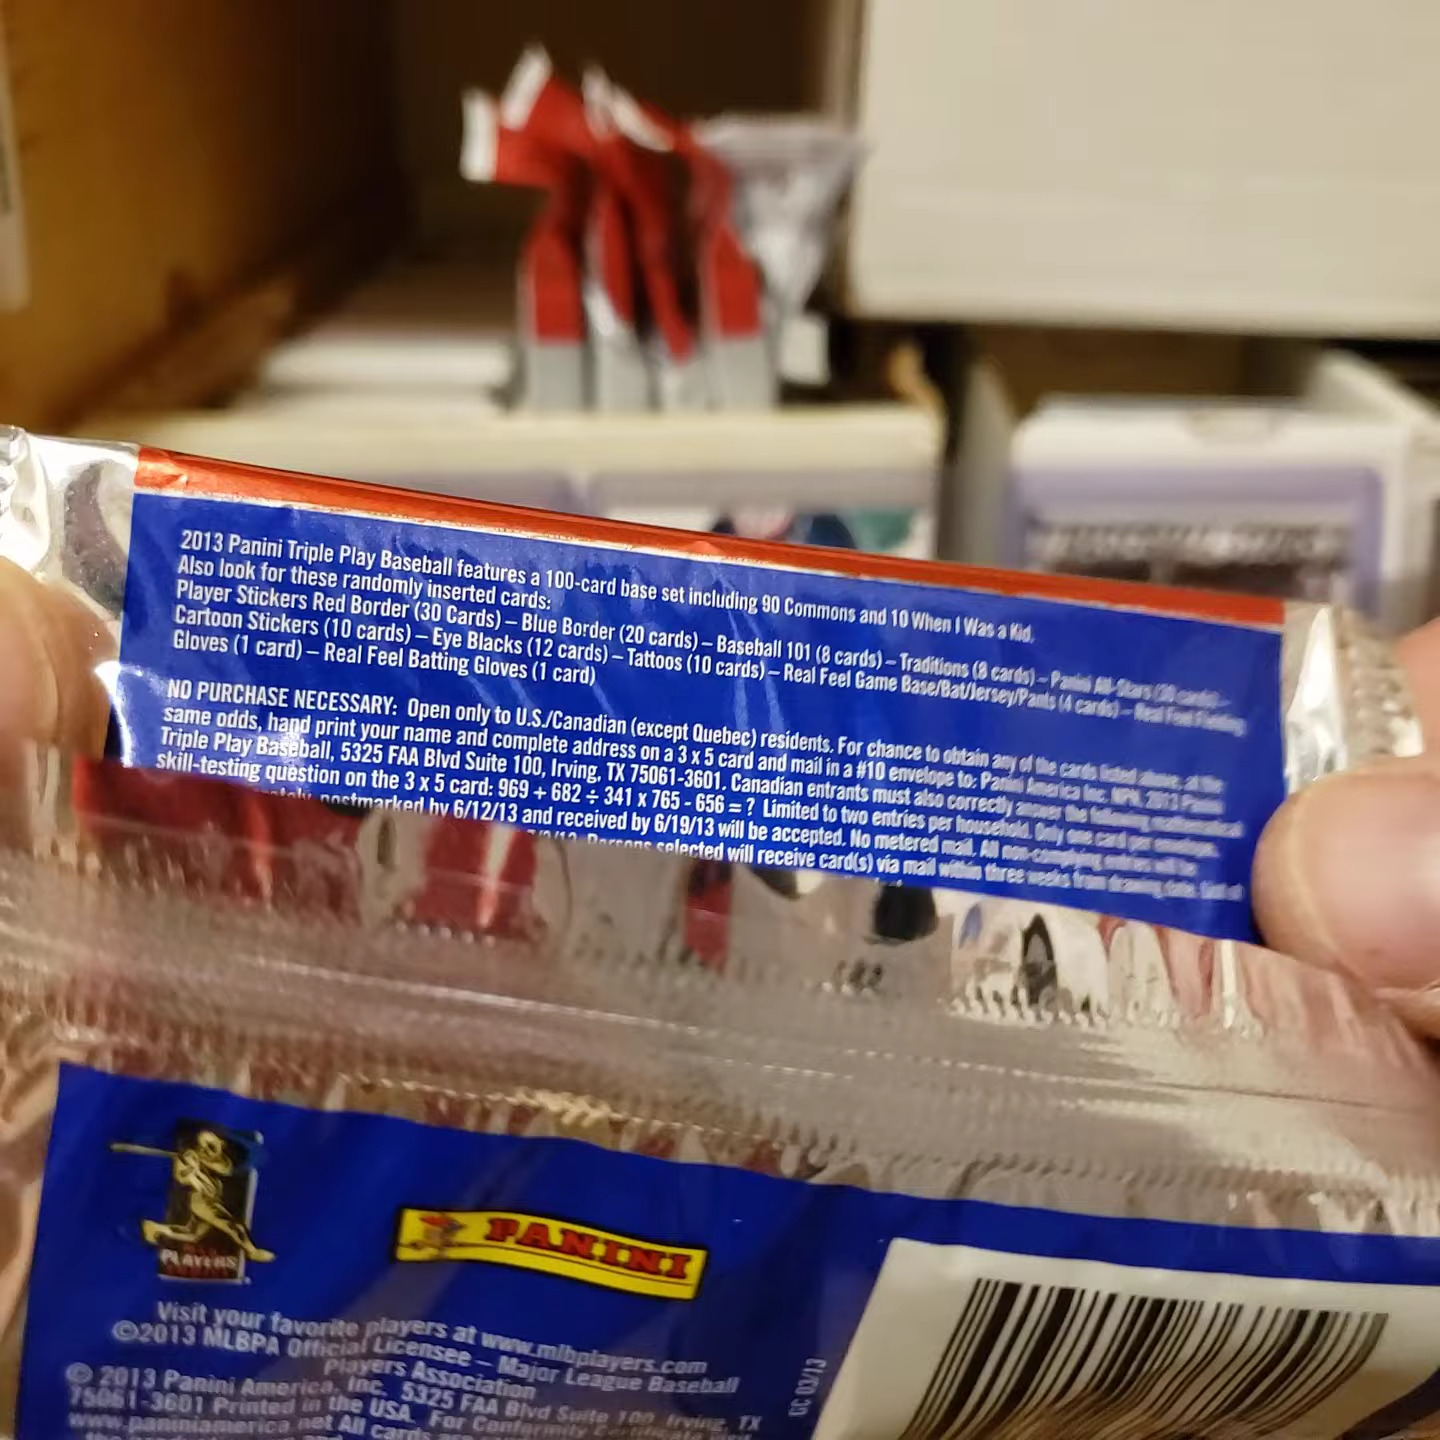 2013 Panini Triple Play Baseball features a 100-card base set including 90 Commons and 10 When I Was a Kid.
Also look for these randomly inserted cards:
Player Stickers Red Border (30 Cards) – Blue Border (20 cards) – Baseball 101 (8 cards) – Traditions (8 cards) – Panini All-Stars (30 cards) –
Cartoon Stickers (10 cards) – Eye Blacks (12 cards) – Tattoos (10 cards) – Real Feel Game Base/Bat/Jersey/Pants (4 cards) – Real Feel Fielding
Gloves (1 card) – Real Feel Batting Gloves (1 card)
NO PURCHASE NECESSARY: Open only to U.S./Canadian (except Quebec) residents. For chance to obtain any of the cards listed above, at the
same odds, hand print your name and complete address on a 3 x 5 card and mail in a #10 envelope to: Panini America Inc. NPN, 2013 Panini
Triple Play Baseball, 5325 FAA Blvd Suite 100, Irving, TX 75061-3601. Canadian entrants must also correctly answer the following mathematical
skill-testing question on the 3 x 5 card: 969 + 682 ÷ 341 x 765 - 656 = ? Limited to two entries per household. Only one card per envelope.
postmarked by 6/12/13 and received by 6/19/13 will be accepted. No metered mail. All non-complying entries will be
Persons selected will receive card(s) via mail within three weeks from drawing date. List of
PLAYERS
PANINI
Visit your favorite players at www.mlbplayers.com
©2013 MLBPA Official Licensee – Major League Baseball
Players Association
© 2013 Panini America, Inc. 5325 FAA Blvd Suite 100, Irving, TX
75061-3601 Printed in the USA. For Conformity Certificate
www.paniniamerica.net All cards
GC 03/13